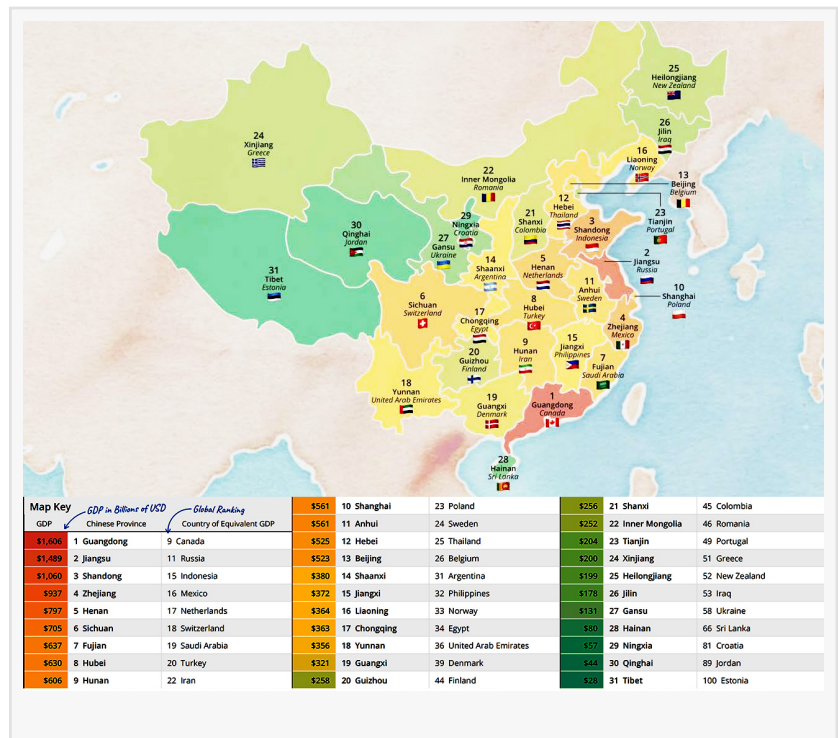 25
Heilongjiang
New Zealand
26
Jilin
Iraq
24
Xinjiang
Greece
16
Liaoning
Norway
22
Inner Mongolia
Romania
13
Beijing
Belgium
12
Hebei
Thailand
23
Tianjin
Portugal
21
Shanxi
Colombia
29
Ningxia
Croatia
3
Shandong
Indonesia
30
Qinghai
Jordan
27
Gansu
Ukraine
2
Jiangsu
Russia
14
Shaanxi
Argentina
5
Henan
Netherlands
31
Tibet
Estonia
11
Anhui
Sweden
10
Shanghai
Poland
6
Sichuan
Switzerland
8
Hubei
Turkey
17
Chongqing
Egypt
4
Zhejiang
Mexico
9
Hunan
Iran
15
Jiangxi
Philippines
20
Guizhou
Finland
7
Fujian
Saudi Arabia
18
Yunnan
United Arab Emirates
19
Guangxi
Denmark
1
Guangdong
Canada
28
Hainan
Sri Lanka
Map Key
GDP in Billions of USD
Global Ranking
GDP Chinese Province Country of Equivalent GDP
$1,606 1 Guangdong 9 Canada
$1,489 2 Jiangsu 11 Russia
$1,060 3 Shandong 15 Indonesia
$937 4 Zhejiang 16 Mexico
$797 5 Henan 17 Netherlands
$705 6 Sichuan 18 Switzerland
$637 7 Fujian 19 Saudi Arabia
$630 8 Hubei 20 Turkey
$606 9 Hunan 22 Iran
$561 10 Shanghai 23 Poland
$561 11 Anhui 24 Sweden
$525 12 Hebei 25 Thailand
$523 13 Beijing 26 Belgium
$380 14 Shaanxi 31 Argentina
$372 15 Jiangxi 32 Philippines
$364 16 Liaoning 33 Norway
$363 17 Chongqing 34 Egypt
$356 18 Yunnan 36 United Arab Emirates
$321 19 Guangxi 39 Denmark
$258 20 Guizhou 44 Finland
$256 21 Shanxi 45 Colombia
$252 22 Inner Mongolia 46 Romania
$204 23 Tianjin 49 Portugal
$200 24 Xinjiang 51 Greece
$199 25 Heilongjiang 52 New Zealand
$178 26 Jilin 53 Iraq
$131 27 Gansu 58 Ukraine
$80 28 Hainan 66 Sri Lanka
$57 29 Ningxia 81 Croatia
$44 30 Qinghai 89 Jordan
$28 31 Tibet 100 Estonia